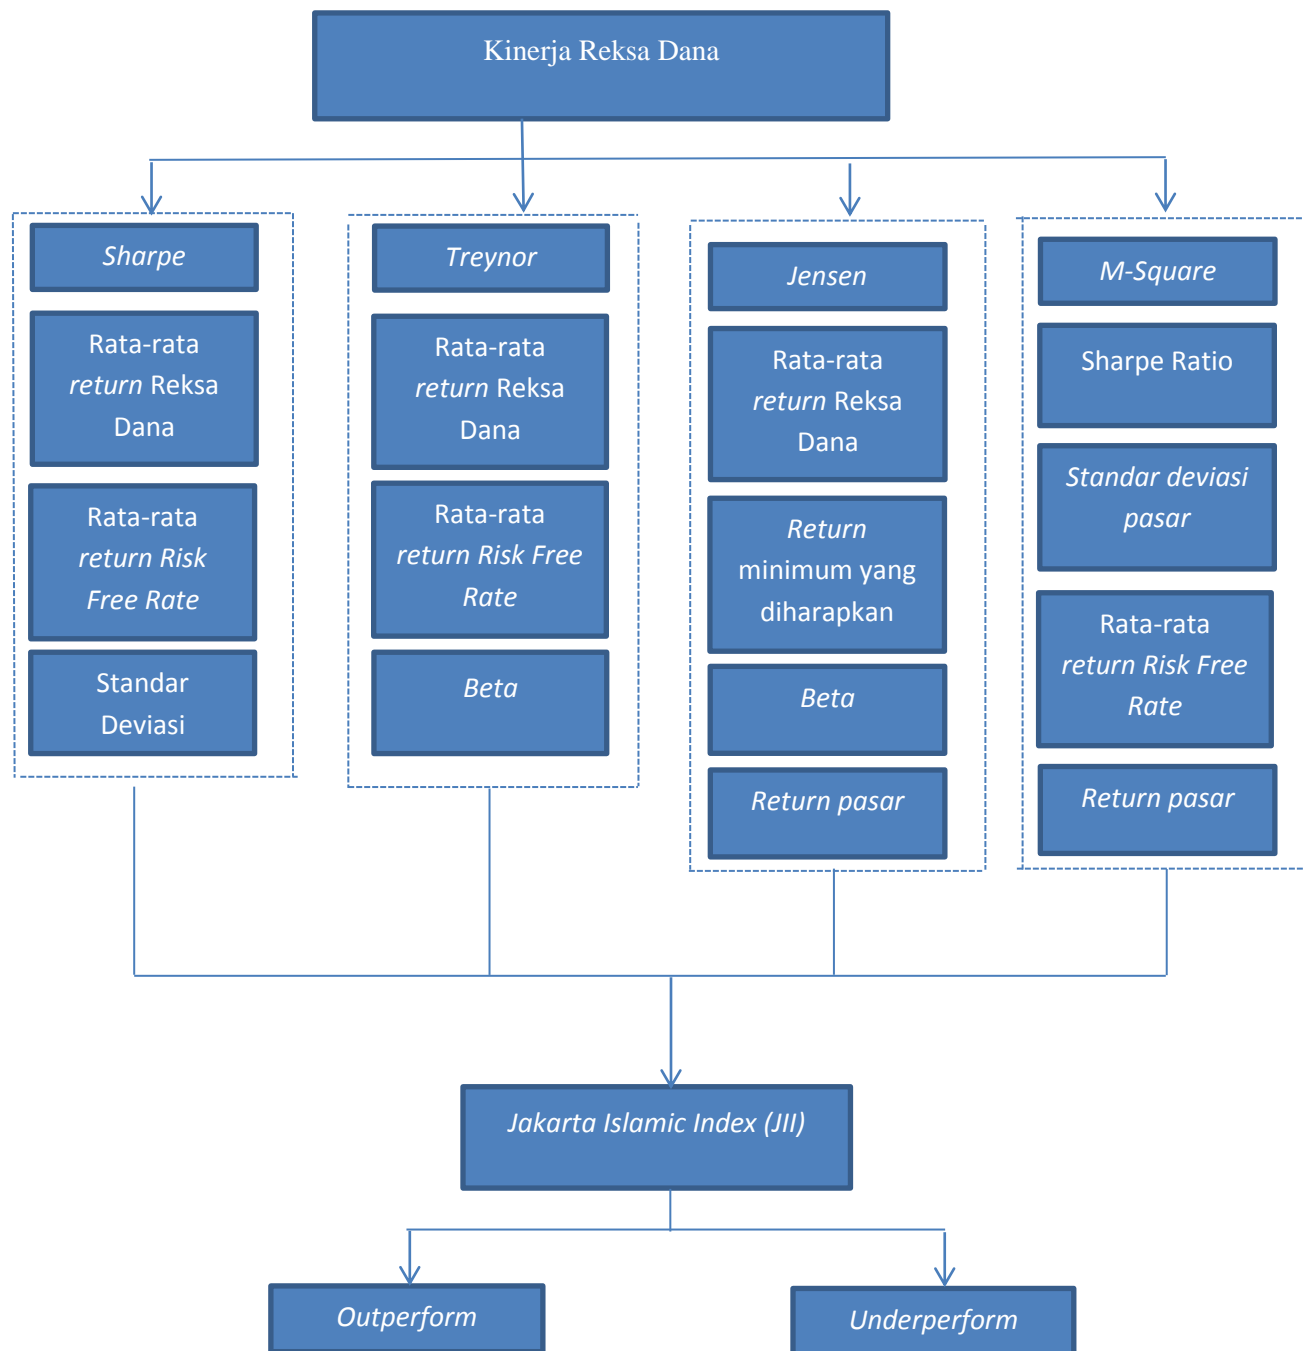 Kinerja Reksa Dana
Sharpe
Rata-rata
return Reksa
Dana
Rata-rata
return Risk
Free Rate
Standar
Deviasi
Treynor
Rata-rata
return Reksa
Dana
Rata-rata
return Risk Free
Rate
Beta
Jensen
Rata-rata
return Reksa
Dana
Return
minimum yang
diharapkan
Beta
Return pasar
M-Square
Sharpe Ratio
Standar deviasi
pasar
Rata-rata
return Risk Free
Rate
Return pasar
Jakarta Islamic Index (JII)
Outperform
Underperform